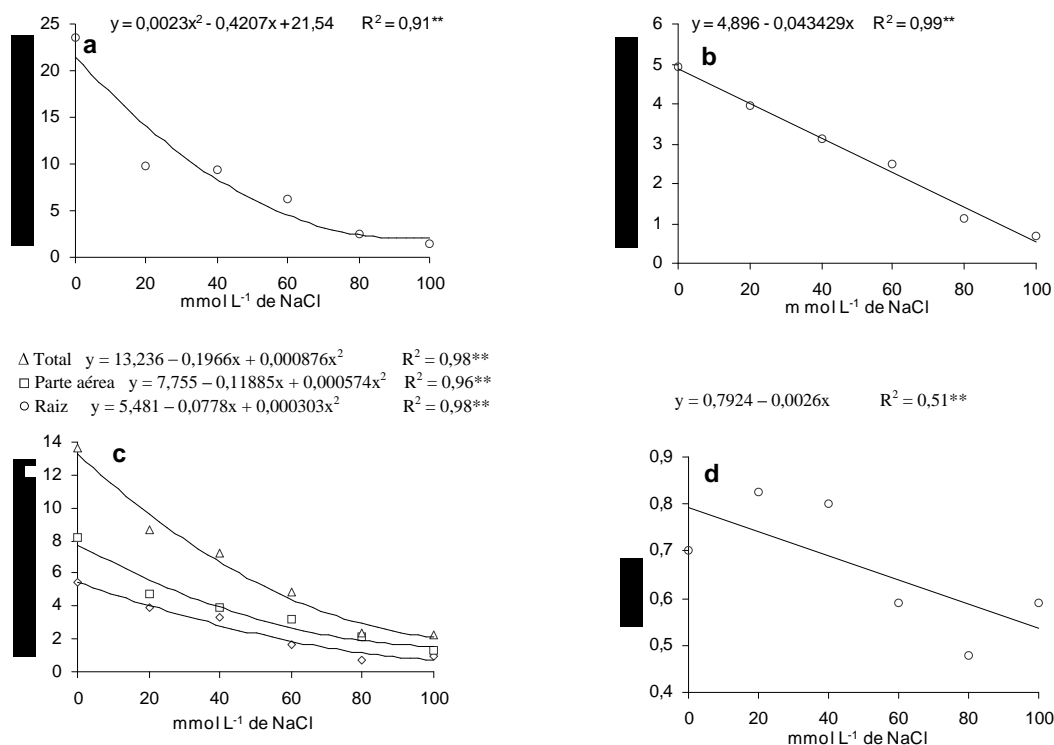 y = 0,0023x² - 0,4207x + 21,54 R² = 0,91**
a
25
20
15
10
5
0
0 20 40 60 80 100
mmol L⁻¹ de NaCl
y = 4,896 - 0,043429x R² = 0,99**
b
6
5
4
3
2
1
0
0 20 40 60 80 100
m mol L⁻¹ de NaCl
Δ Total y = 13,236 – 0,1966x + 0,000876x² R² = 0,98**
□ Parte aérea y = 7,755 – 0,11885x + 0,000574x² R² = 0,96**
○ Raiz y = 5,481 – 0,0778x + 0,000303x² R² = 0,98**
c
14
12
10
8
6
4
2
0
0 20 40 60 80 100
mmol L⁻¹ de NaCl
y = 0,7924 – 0,0026x R² = 0,51**
d
0,9
0,8
0,7
0,6
0,5
0,4
0 20 40 60 80 100
mmol L⁻¹ de NaCl